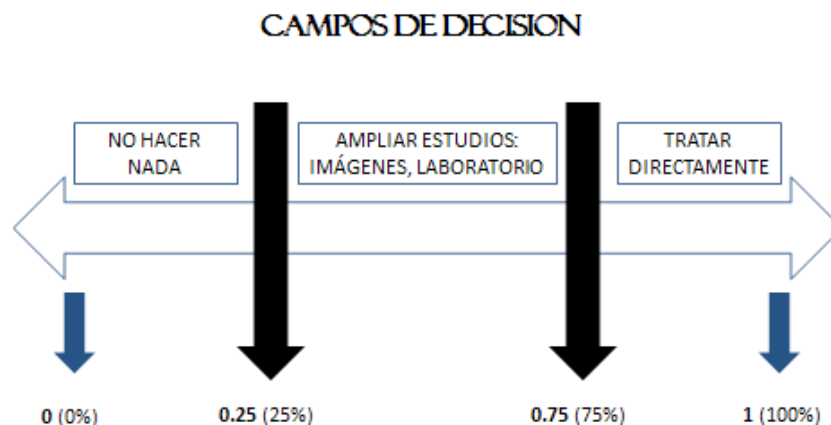 CAMPOS DE DECISION
NO HACER
NADA
AMPLIAR ESTUDIOS:
IMÁGENES, LABORATORIO
TRATAR
DIRECTAMENTE
0 (0%)
0.25 (25%)
0.75 (75%)
1 (100%)